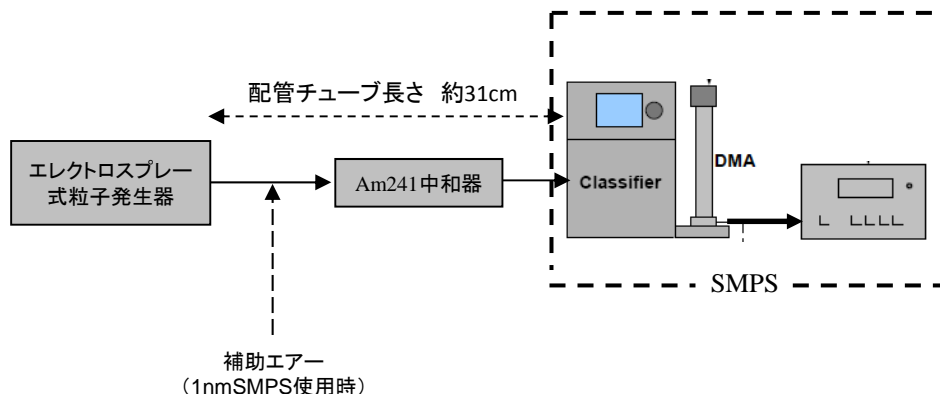 配管チューブ長さ 約31cm
エレクトロスプレー
式粒子発生器
Am241中和器
Classifier
DMA
L LLLL
SMPS
補助エアー
（1nmSMPS使用時）